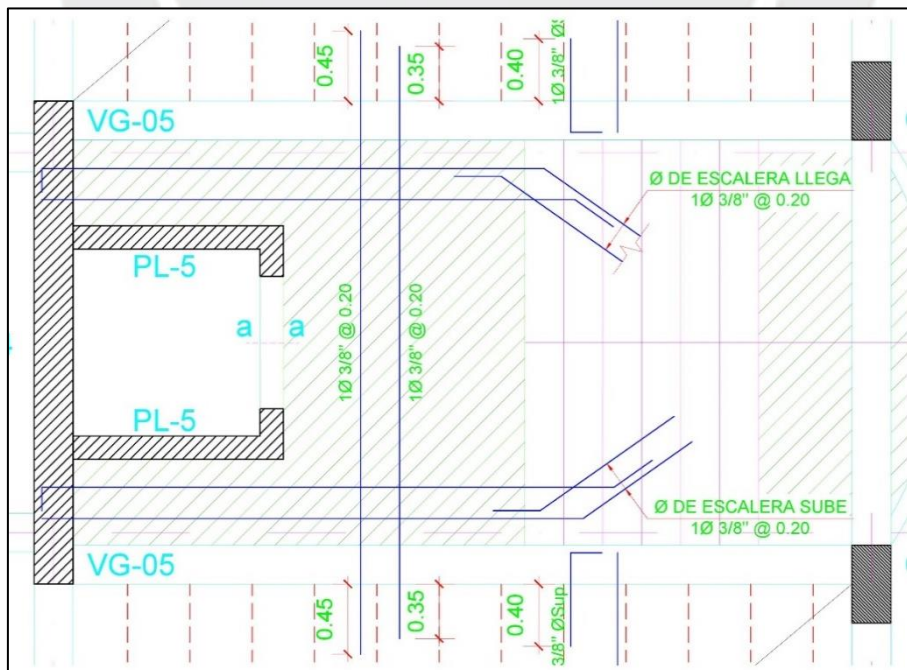 0.45
0.35
0.40
1Ø 3/8" ØS
VG-05
Ø DE ESCALERA LLEGA
1Ø 3/8" @ 0.20
PL-5
a a
1Ø 3/8" @ 0.20
1Ø 3/8" @ 0.20
PL-5
Ø DE ESCALERA SUBE
1Ø 3/8" @ 0.20
VG-05
0.45
0.35
0.40
3/8" ØSup